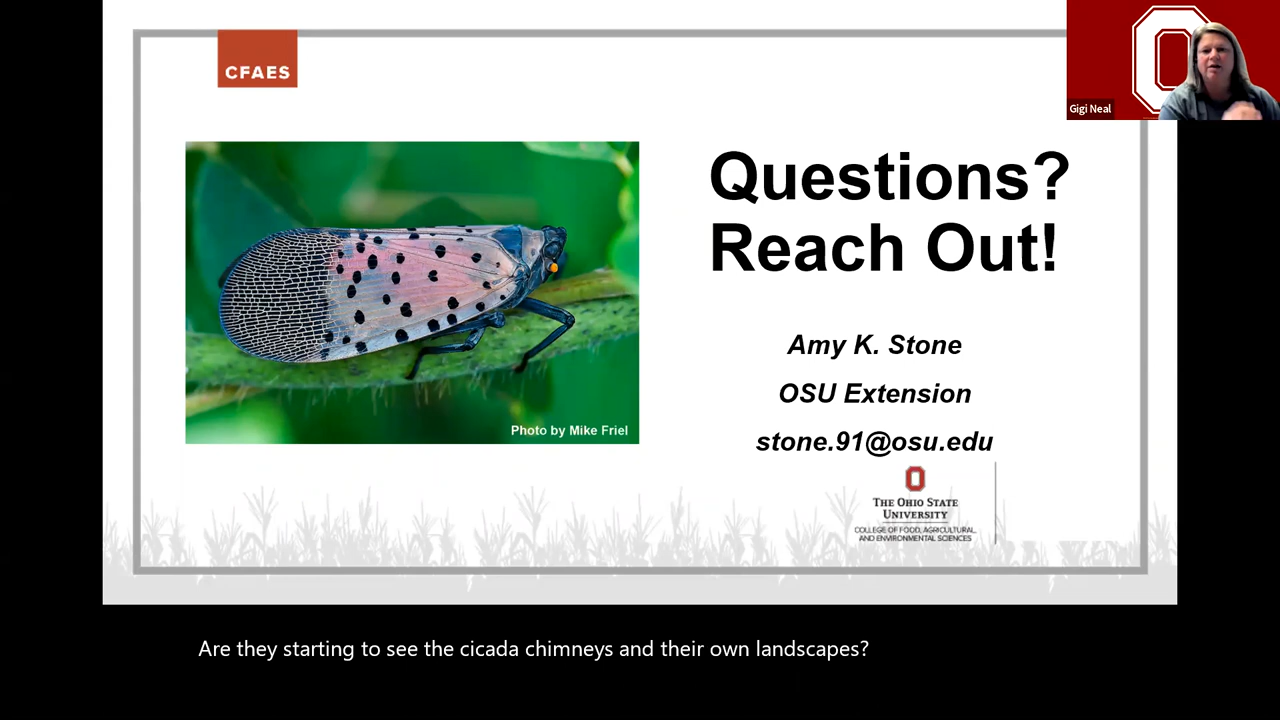 CFAES
Gigi Neal
Questions?
Reach Out!
Amy K. Stone
OSU Extension
stone.91@osu.edu
Photo by Mike Friel
THE OHIO STATE
UNIVERSITY
COLLEGE OF FOOD, AGRICULTURAL,
AND ENVIRONMENTAL SCIENCES
Are they starting to see the cicada chimneys and their own landscapes?